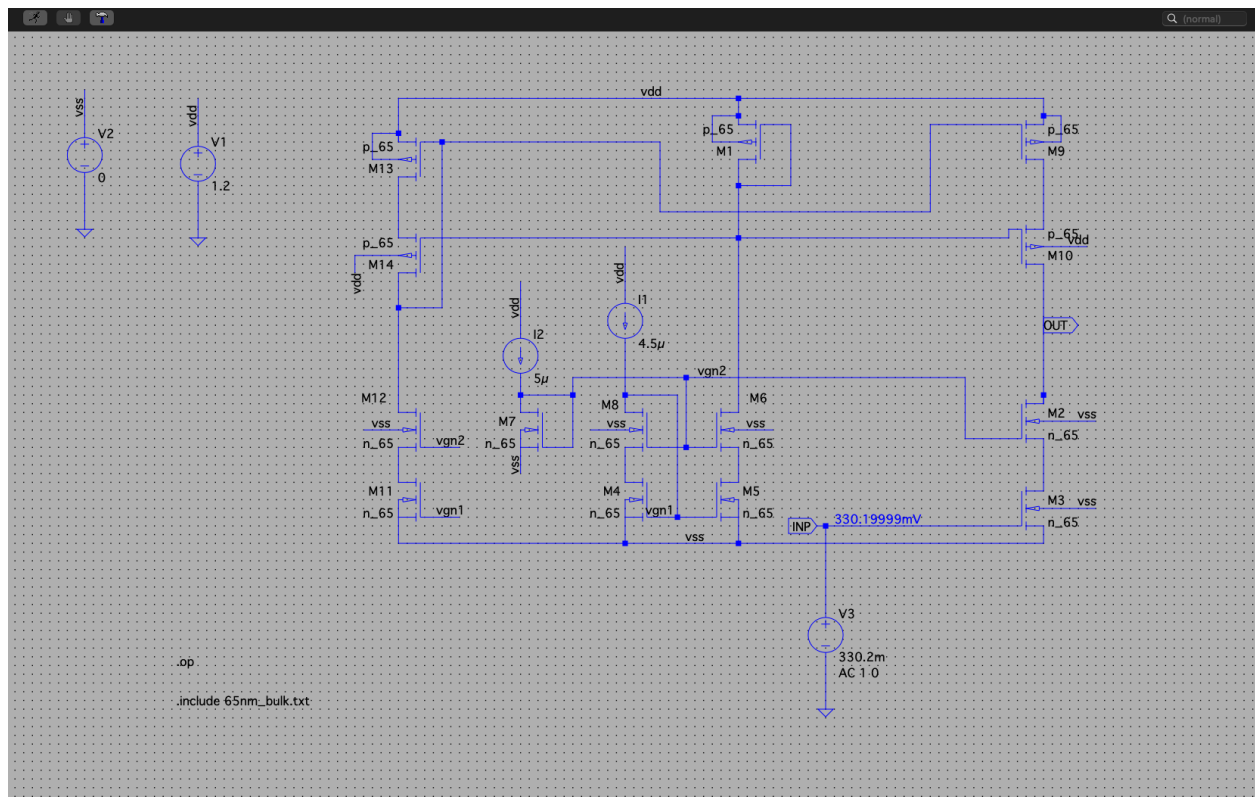 (normal)
vss
V2
0
vdd
V1
1.2
vdd
p_65
M13
p_65
M1
p_65
M9
p_65
M14
vdd
p_65
vdd
M10
vdd
I2
5µ
vdd
I1
4.5µ
OUT
vgn2
M12
vss
n_65
vgn2
M7
n_65
vss
M8
vss
n_65
M6
vss
n_65
M2
vss
n_65
M11
n_65
vgn1
M4
n_65
vgn1
M5
n_65
M3
vss
n_65
INP
330.19999mV
vss
V3
330.2m
AC 1 0
.op
.include 65nm_bulk.txt